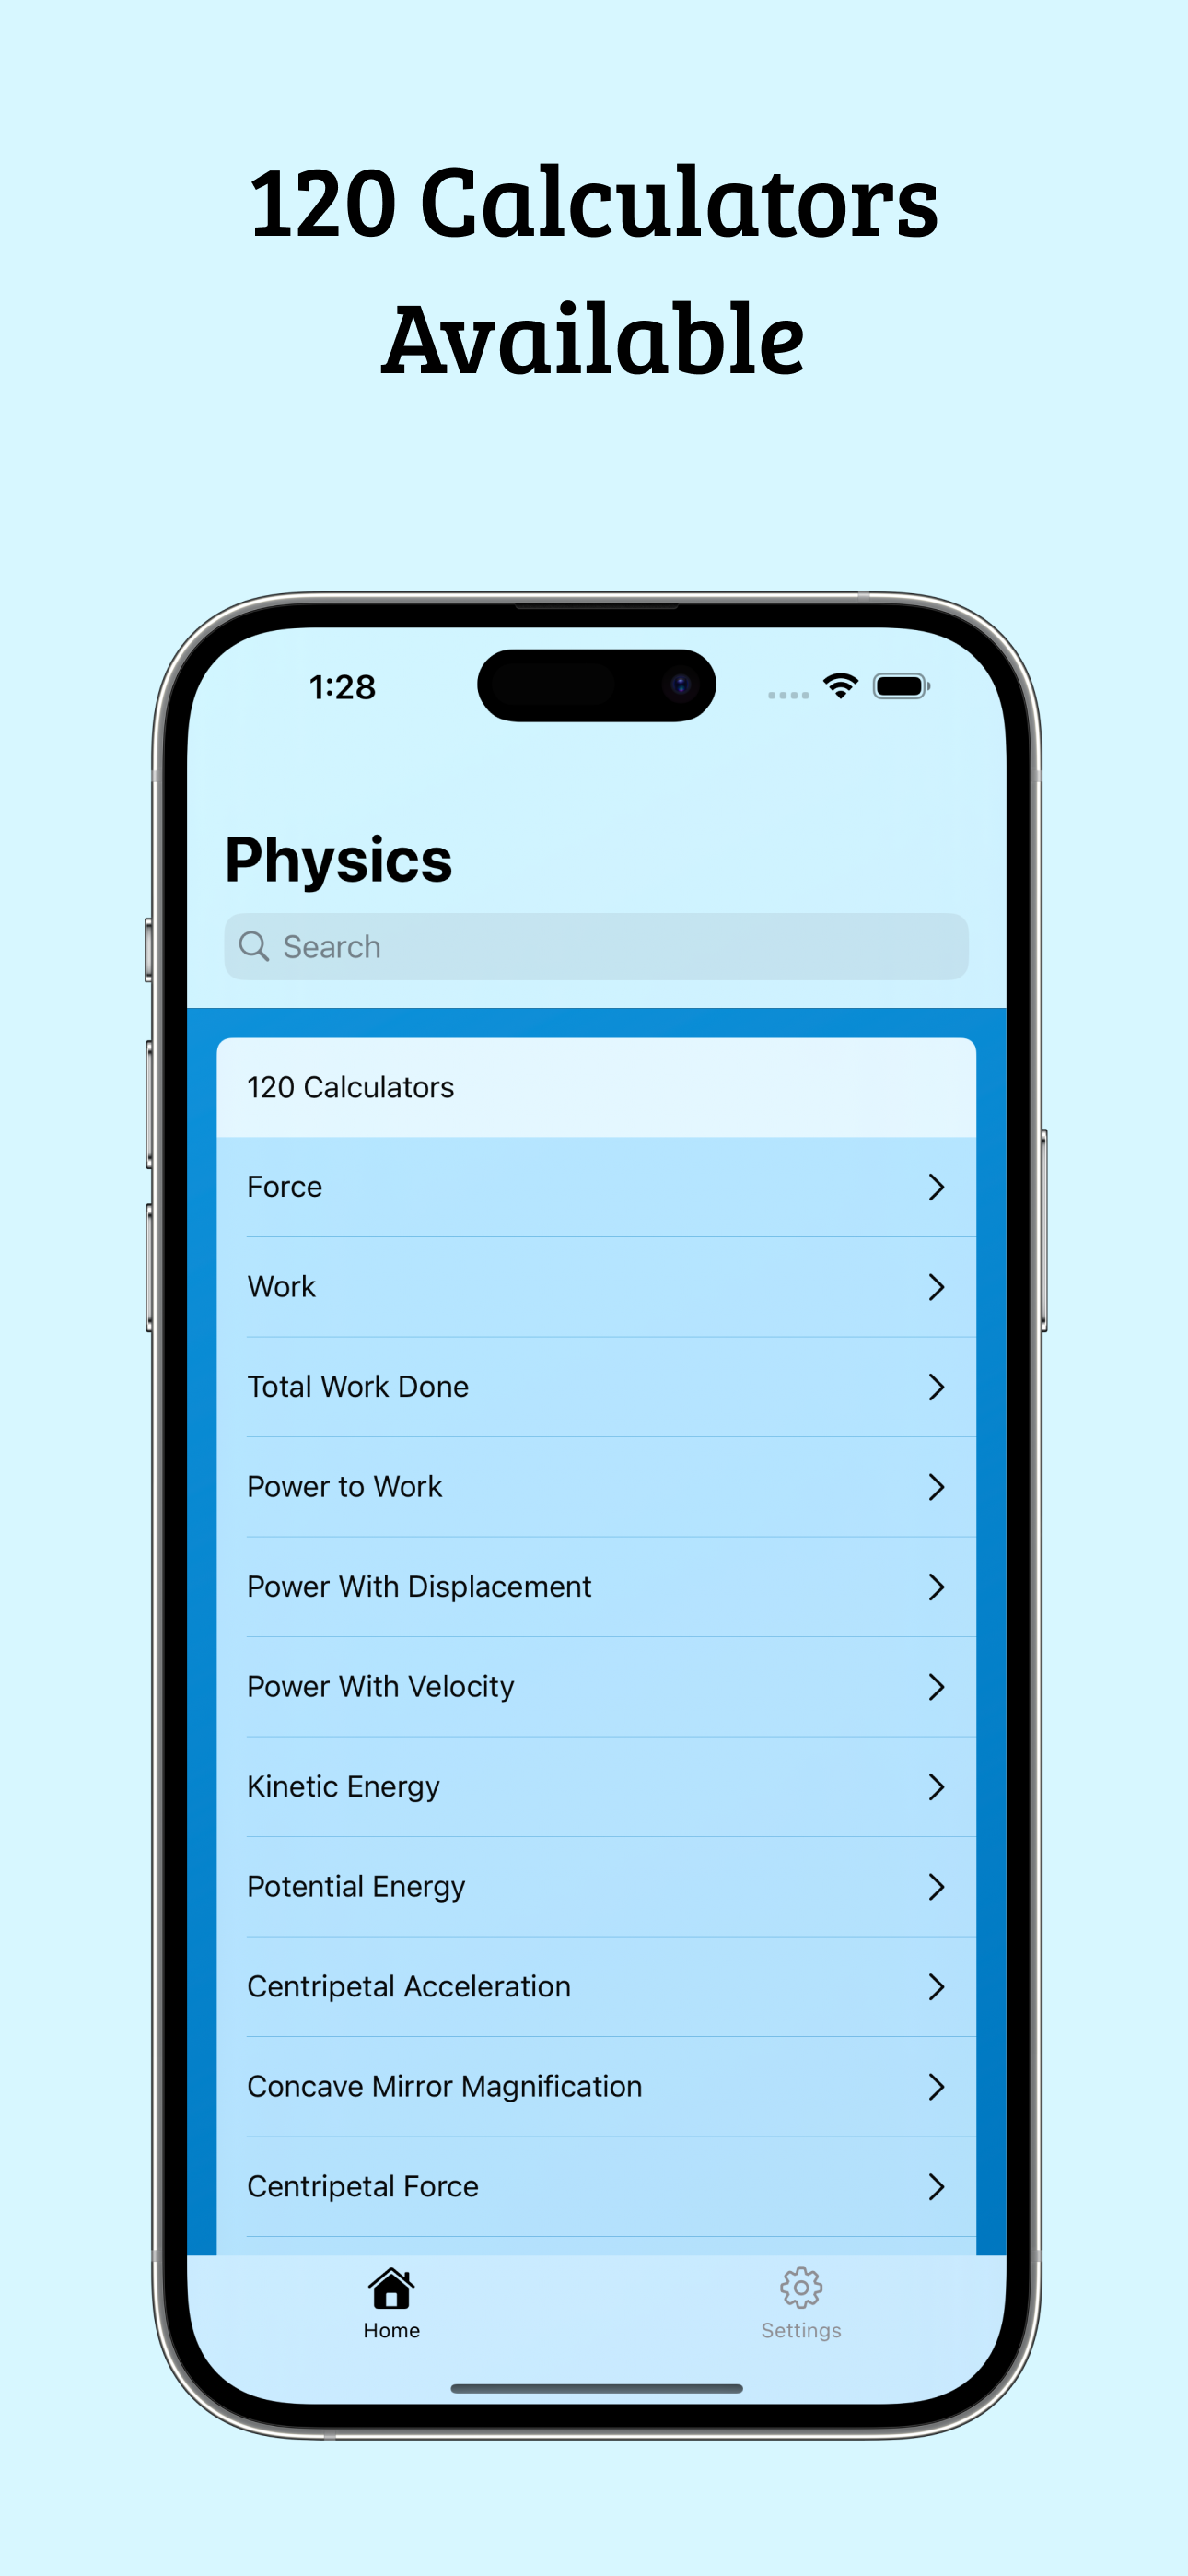 120 Calculators
Available
1:28
Physics
Search
120 Calculators
Force
Work
Total Work Done
Power to Work
Power With Displacement
Power With Velocity
Kinetic Energy
Potential Energy
Centripetal Acceleration
Concave Mirror Magnification
Centripetal Force
Home
Settings